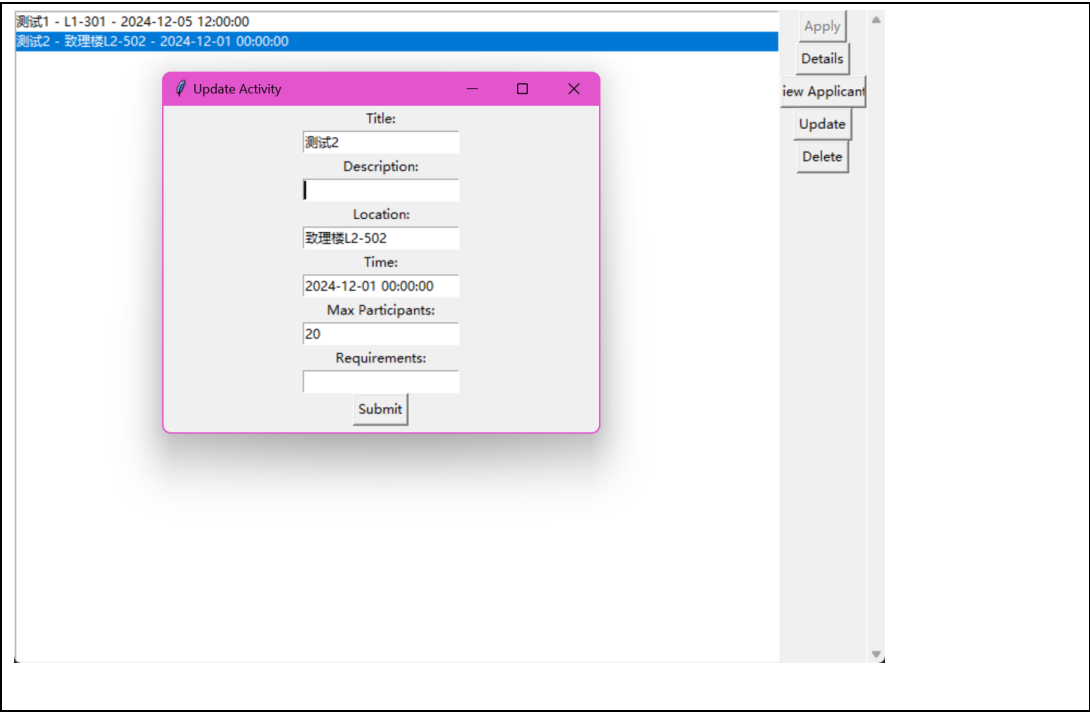 测试1 - L1-301 - 2024-12-05 12:00:00
测试2 - 致理楼L2-502 - 2024-12-01 00:00:00
Apply
Details
iew Applicant
Update
Delete
Update Activity
Title:
测试2
Description:
Location:
致理楼L2-502
Time:
2024-12-01 00:00:00
Max Participants:
20
Requirements:
Submit